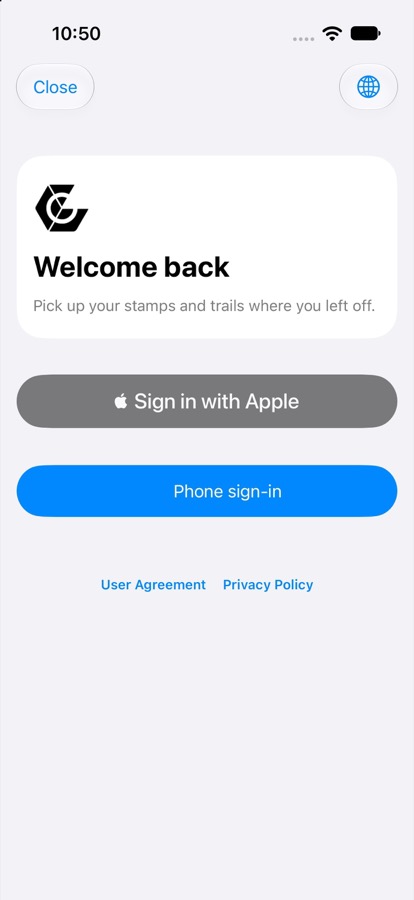 10:50
Close
Welcome back
Pick up your stamps and trails where you left off.
Sign in with Apple
Phone sign-in
User Agreement Privacy Policy